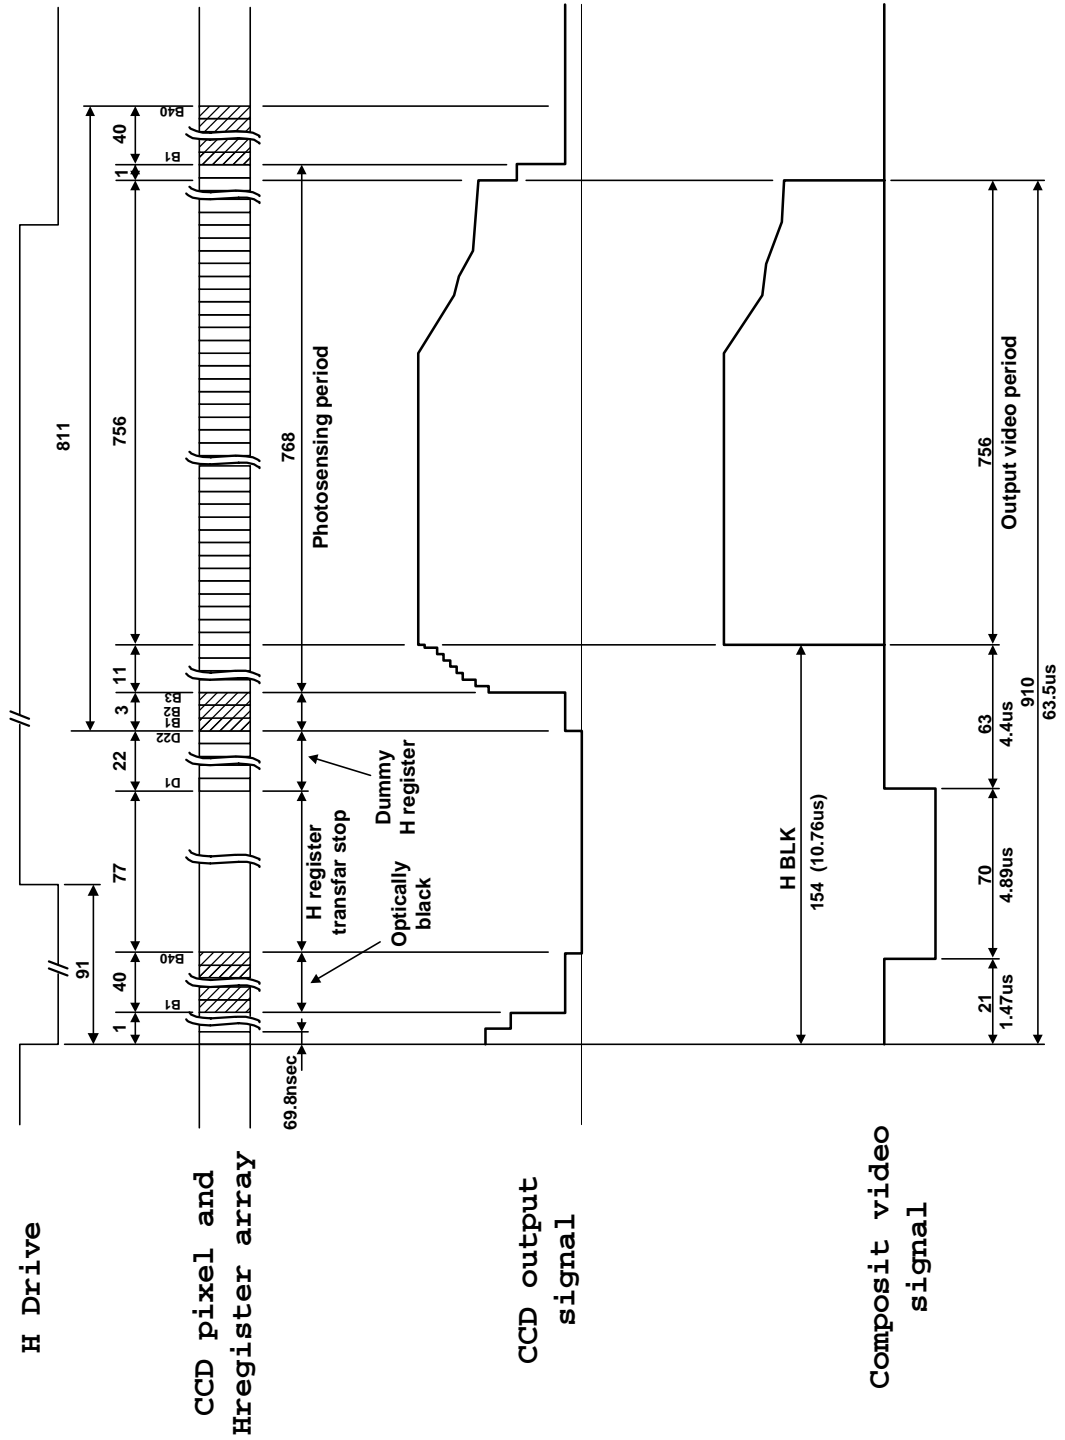 H Drive
91
811
1
40
77
22
3
11
756
1
40
CCD pixel and
Hregister array
B1
B40
D1
D22
B1
B2
B3
B1
B40
69.8nsec
Optically
black
H register
transfar stop
Dummy
H register
768
Photosensing period
CCD output
signal
H BLK
154 (10.76us)
Composit video
signal
21
1.47us
70
4.89us
63
4.4us
756
Output video period
910
63.5us